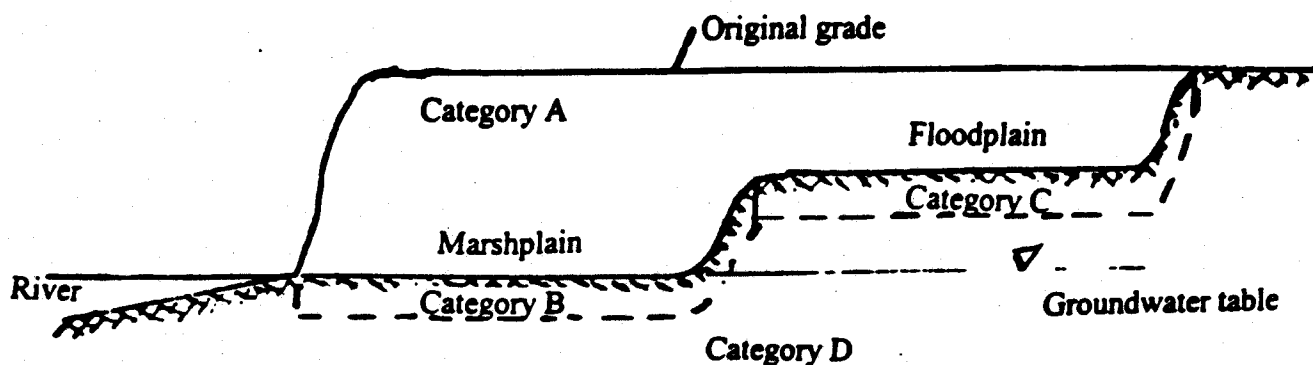 Original grade
Category A
Floodplain
Category C
Marshplain
River
Category B
Groundwater table
Category D